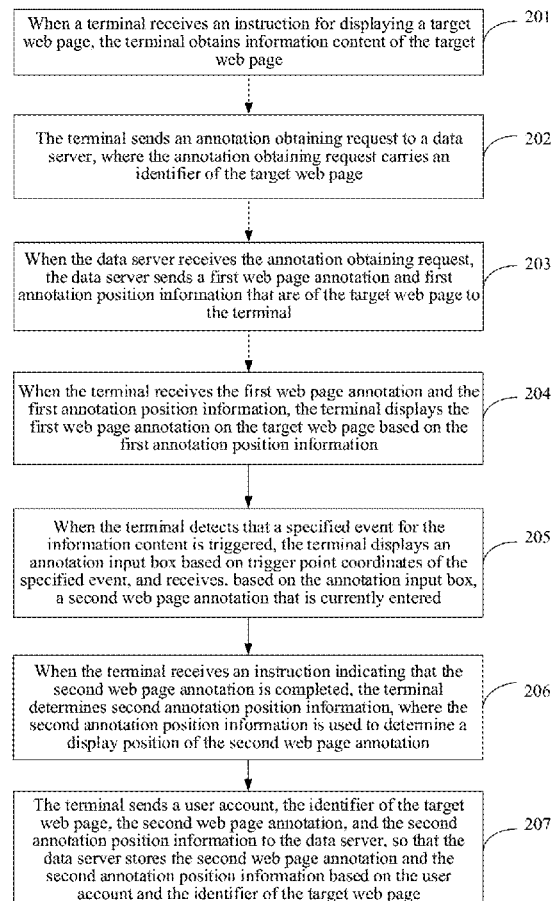 When a terminal receives an instruction for displaying a target
web page, the terminal obtains information content of the target
web page
201
The terminal sends an annotation obtaining request to a data
server, where the annotation obtaining request carries an
identifier of the target web page
202
When the data server receives the annotation obtaining request,
the data server sends a first web page annotation and first
annotation position information that are of the target web page to
the terminal
203
When the terminal receives the first web page annotation and the
first annotation position information, the terminal displays the
first web page annotation on the target web page based on the
first annotation position information
204
When the terminal detects that a specified event for the
information content is triggered, the terminal displays an
annotation input box based on trigger point coordinates of the
specified event, and receives, based on the annotation input box,
a second web page annotation that is currently entered
205
When the terminal receives an instruction indicating that the
second web page annotation is completed, the terminal
determines second annotation position information, where the
second annotation position information is used to determine a
display position of the second web page annotation
206
The terminal sends a user account, the identifier of the target
web page, the second web page annotation, and the second
annotation position information to the data server, so that the
data server stores the second web page annotation and the
second annotation position information based on the user
account and the identifier of the target web page
207